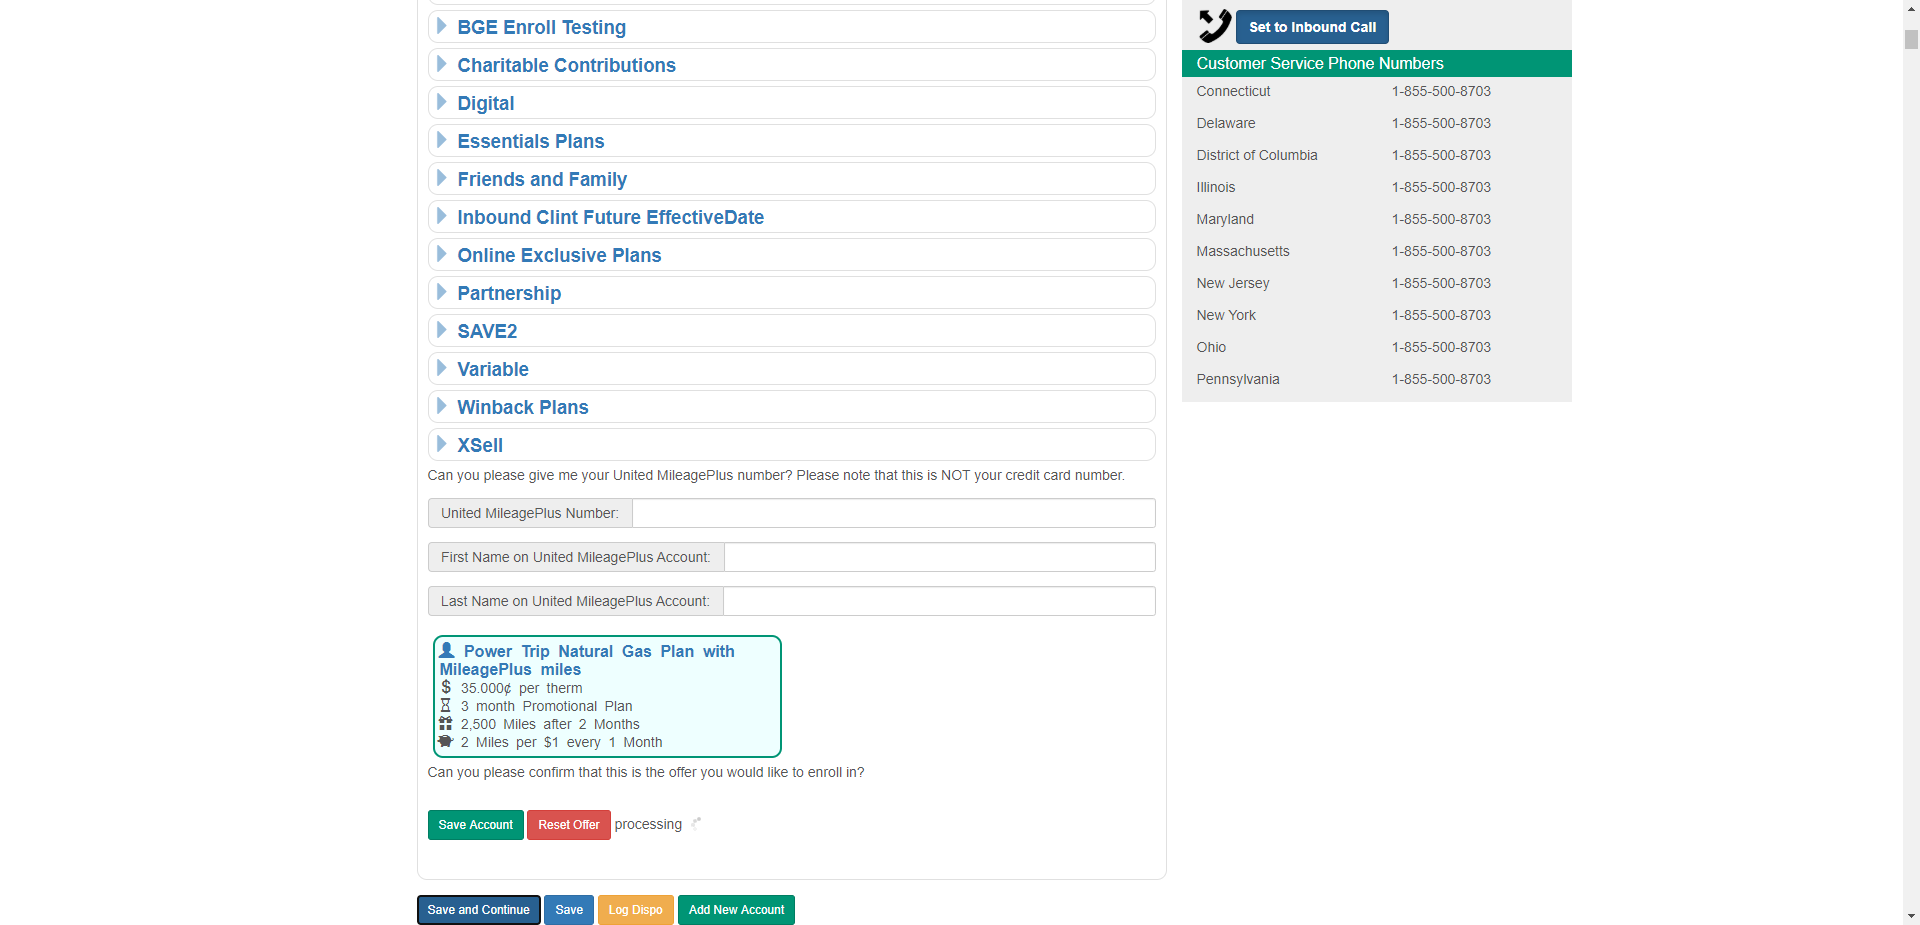 BGE Enroll Testing
Charitable Contributions
Digital
Essentials Plans
Friends and Family
Inbound Clint Future EffectiveDate
Online Exclusive Plans
Partnership
SAVE2
Variable
Winback Plans
XSell
Can you please give me your United MileagePlus number? Please note that this is NOT your credit card number.
United MileagePlus Number:
First Name on United MileagePlus Account:
Last Name on United MileagePlus Account:
Power Trip Natural Gas Plan with
MileagePlus miles
35.000¢ per therm
3 month Promotional Plan
2,500 Miles after 2 Months
2 Miles per $1 every 1 Month
Can you please confirm that this is the offer you would like to enroll in?
Save Account Reset Offer processing
Save and Continue Save Log Dispo Add New Account
Set to Inbound Call
Customer Service Phone Numbers
Connecticut 1-855-500-8703
Delaware 1-855-500-8703
District of Columbia 1-855-500-8703
Illinois 1-855-500-8703
Maryland 1-855-500-8703
Massachusetts 1-855-500-8703
New Jersey 1-855-500-8703
New York 1-855-500-8703
Ohio 1-855-500-8703
Pennsylvania 1-855-500-8703